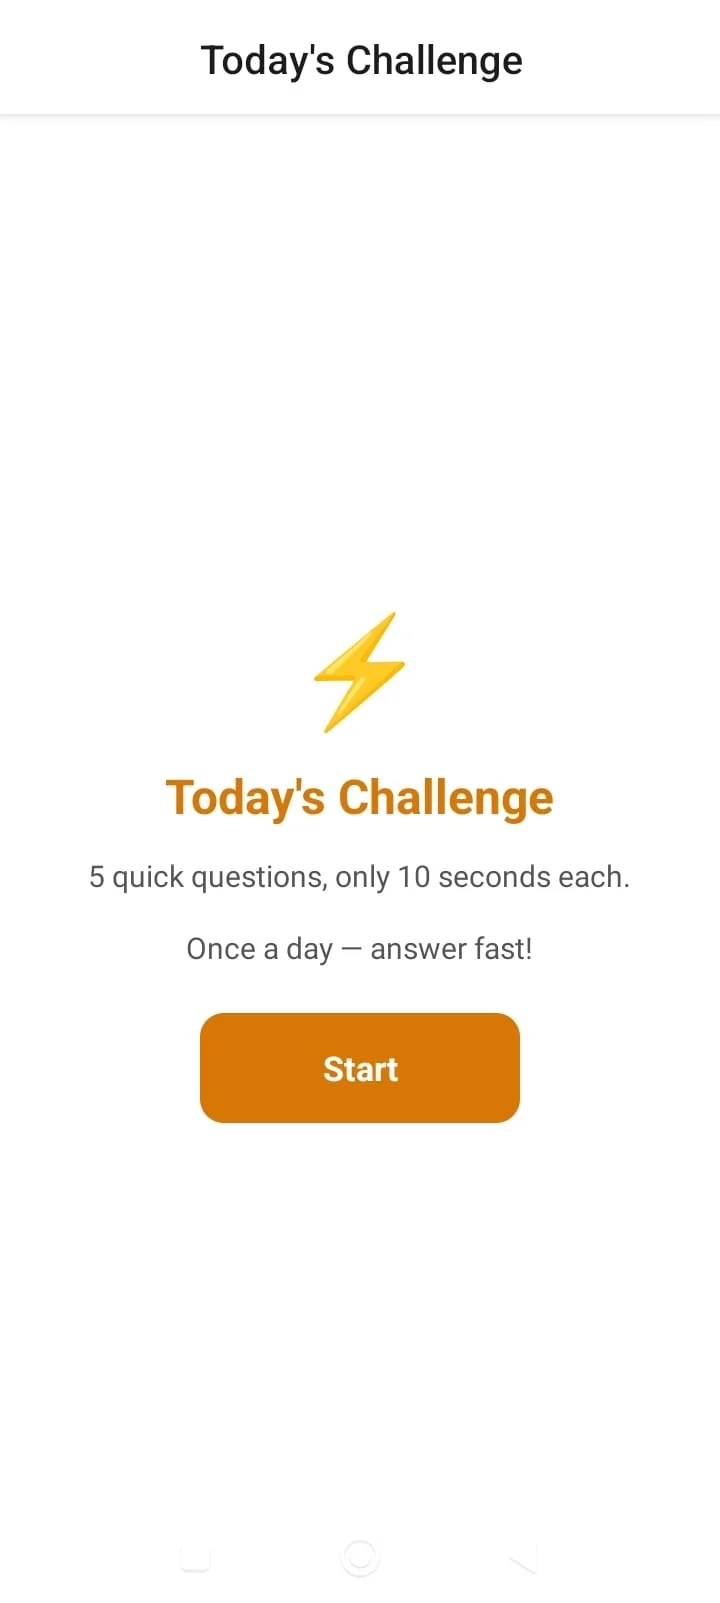 Today's Challenge
Today's Challenge
5 quick questions, only 10 seconds each.
Once a day — answer fast!
Start